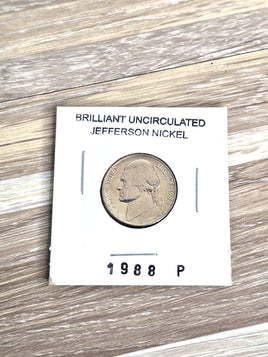 BRILLIANT UNCIRCULATED
JEFFERSON NICKEL
1988 P